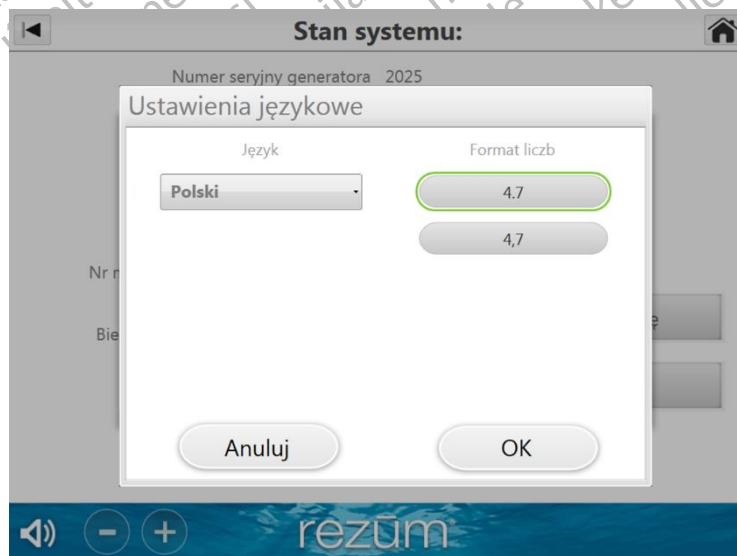 Stan systemu:
Numer seryjny generatora 2025
Ustawienia językowe
Język
Format liczb
Polski
4.7
4,7
Nr
Bie
ę
Anuluj
OK
rezūm